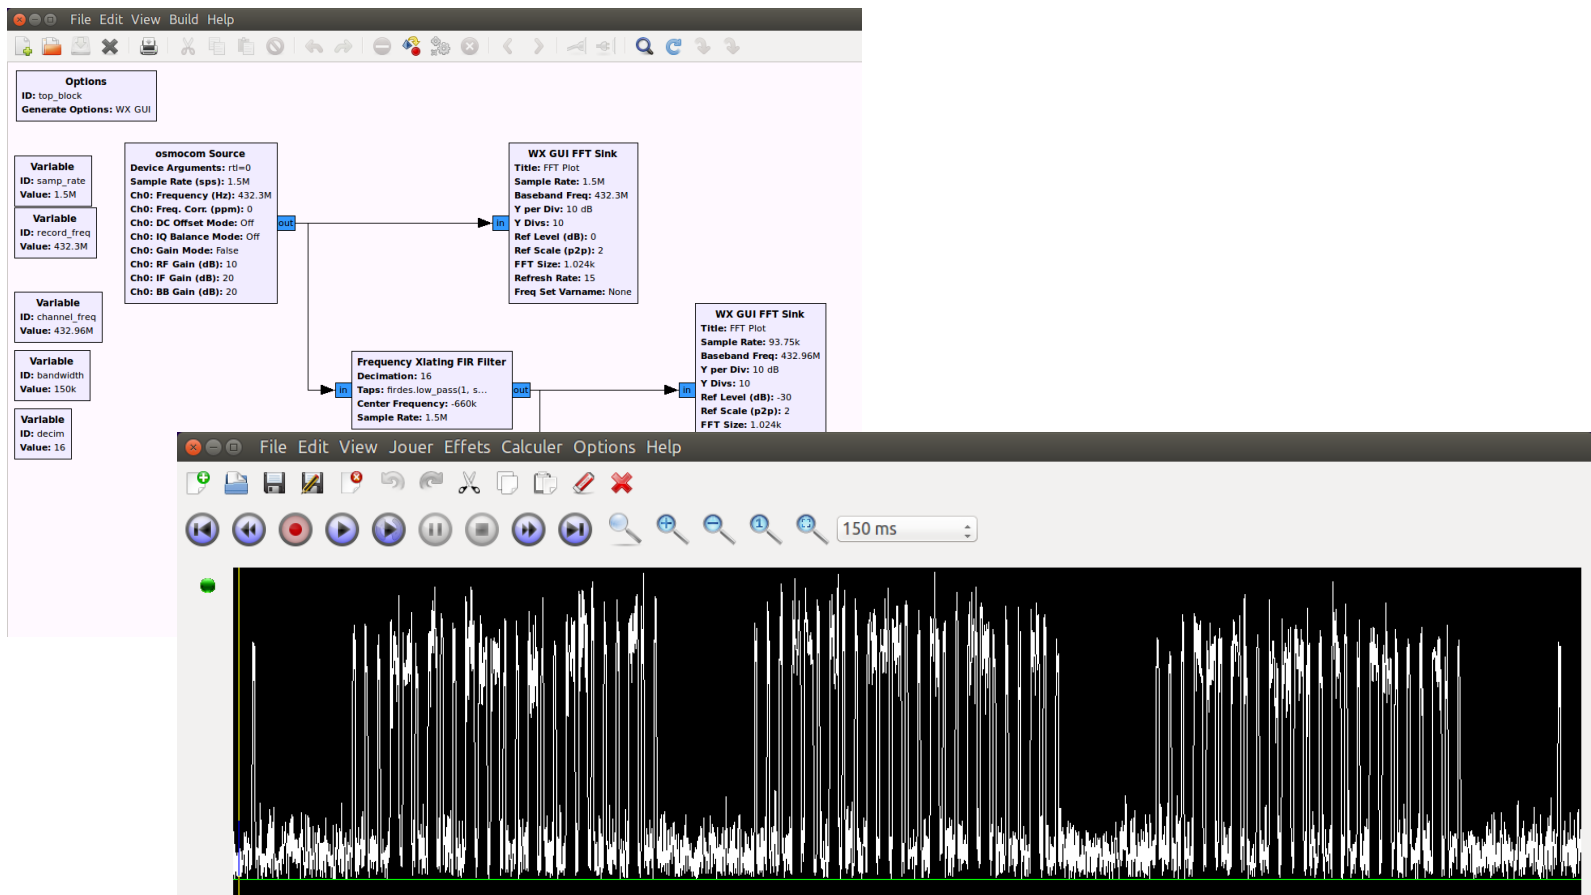 File Edit View Build Help
Options
ID: top_block
Generate Options: WX GUI
Variable
ID: samp_rate
Value: 1.5M
Variable
ID: record_freq
Value: 432.3M
Variable
ID: channel_freq
Value: 432.96M
Variable
ID: bandwidth
Value: 150k
Variable
ID: decim
Value: 16
osmocom Source
Device Arguments: rtl=0
Sample Rate (sps): 1.5M
Ch0: Frequency (Hz): 432.3M
Ch0: Freq. Corr. (ppm): 0
Ch0: DC Offset Mode: Off
Ch0: IQ Balance Mode: Off
Ch0: Gain Mode: False
Ch0: RF Gain (dB): 10
Ch0: IF Gain (dB): 20
Ch0: BB Gain (dB): 20
out
in
WX GUI FFT Sink
Title: FFT Plot
Sample Rate: 1.5M
Baseband Freq: 432.3M
Y per Div: 10 dB
Y Divs: 10
Ref Level (dB): 0
Ref Scale (p2p): 2
FFT Size: 1.024k
Refresh Rate: 15
Freq Set Varname: None
in
Frequency Xlating FIR Filter
Decimation: 16
Taps: firdes.low_pass(1, s...
Center Frequency: -660k
Sample Rate: 1.5M
out
in
WX GUI FFT Sink
Title: FFT Plot
Sample Rate: 93.75k
Baseband Freq: 432.96M
Y per Div: 10 dB
Y Divs: 10
Ref Level (dB): -30
Ref Scale (p2p): 2
FFT Size: 1.024k
File Edit View Jouer Effets Calculer Options Help
1
150 ms